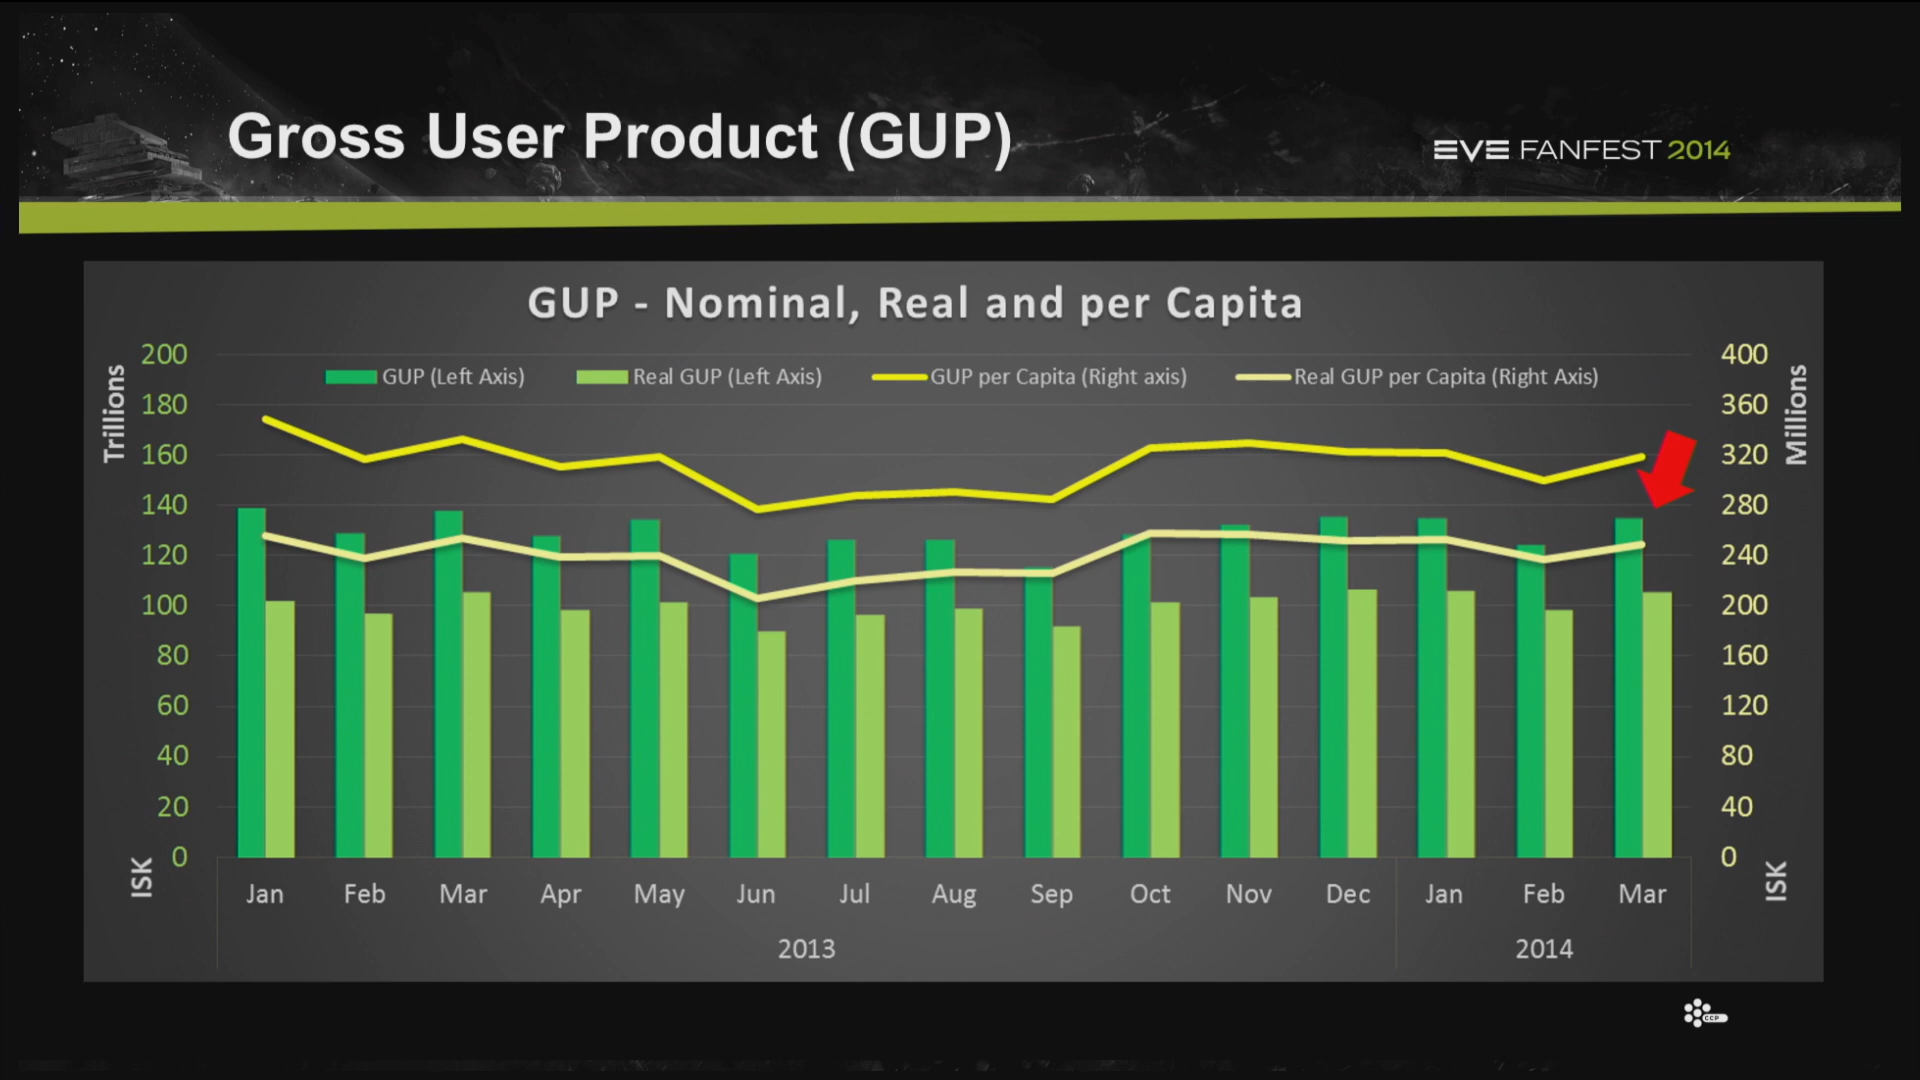 Gross User Product (GUP)
EVE FANFEST 2014
GUP - Nominal, Real and per Capita
GUP (Left Axis) Real GUP (Left Axis) GUP per Capita (Right axis) Real GUP per Capita (Right Axis)
Trillions
200
180
160
140
120
100
80
60
40
20
0
ISK
Millions
400
360
320
280
240
200
160
120
80
40
0
ISK
Jan Feb Mar Apr May Jun Jul Aug Sep Oct Nov Dec Jan Feb Mar
2013 2014
CCP